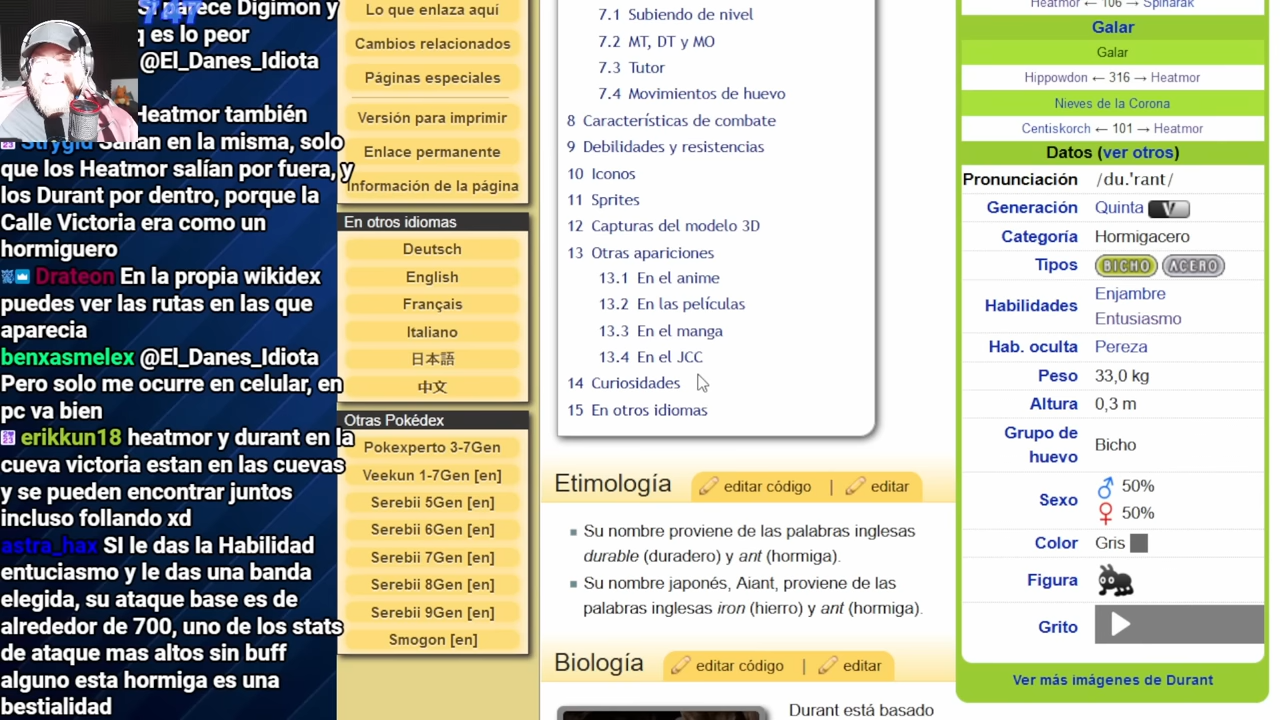 Si parece Digimon y
q es lo peor
@El_Danes_Idiota
Heatmor también
Strygid Salían en la misma, solo
que los Heatmor salían por fuera, y
los Durant por dentro, porque la
Calle Victoria era como un
hormiguero
Drateon En la propia wikidex
puedes ver las rutas en las que
aparecia
benxasmelex @El_Danes_Idiota
Pero solo me ocurre en celular, en
pc va bien
erikkun18 heatmor y durant en la
cueva victoria estan en las cuevas
y se pueden encontrar juntos
incluso follando xd
astra_hax SI le das la Habilidad
entuciasmo y le das una banda
elegida, su ataque base es de
alrededor de 700, uno de los stats
de ataque mas altos sin buff
alguno esta hormiga es una
bestialidad
Lo que enlaza aquí
Cambios relacionados
Páginas especiales
Versión para imprimir
Enlace permanente
Información de la página
En otros idiomas
Deutsch
English
Français
Italiano
日本語
中文
Otras Pokédex
Pokexperto 3-7Gen
Veekun 1-7Gen [en]
Serebii 5Gen [en]
Serebii 6Gen [en]
Serebii 7Gen [en]
Serebii 8Gen [en]
Serebii 9Gen [en]
Smogon [en]
7.1 Subiendo de nivel
7.2 MT, DT y MO
7.3 Tutor
7.4 Movimientos de huevo
8 Características de combate
9 Debilidades y resistencias
10 Iconos
11 Sprites
12 Capturas del modelo 3D
13 Otras apariciones
13.1 En el anime
13.2 En las películas
13.3 En el manga
13.4 En el JCC
14 Curiosidades
15 En otros idiomas
Etimología editar código | editar
Su nombre proviene de las palabras inglesas
durable (duradero) y ant (hormiga).
Su nombre japonés, Aiant, proviene de las
palabras inglesas iron (hierro) y ant (hormiga).
Biología editar código | editar
Durant está basado
Heatmor ← 106 → Spinarak
Galar
Galar
Hippowdon ← 316 → Heatmor
Nieves de la Corona
Centiskorch ← 101 → Heatmor
Datos (ver otros)
Pronunciación /du.'rant/
Generación Quinta V
Categoría Hormigacero
Tipos BICHO ACERO
Habilidades Enjambre
Entusiasmo
Hab. oculta Pereza
Peso 33,0 kg
Altura 0,3 m
Grupo de
huevo Bicho
Sexo ♂ 50%
♀ 50%
Color Gris
Figura
Grito
Ver más imágenes de Durant